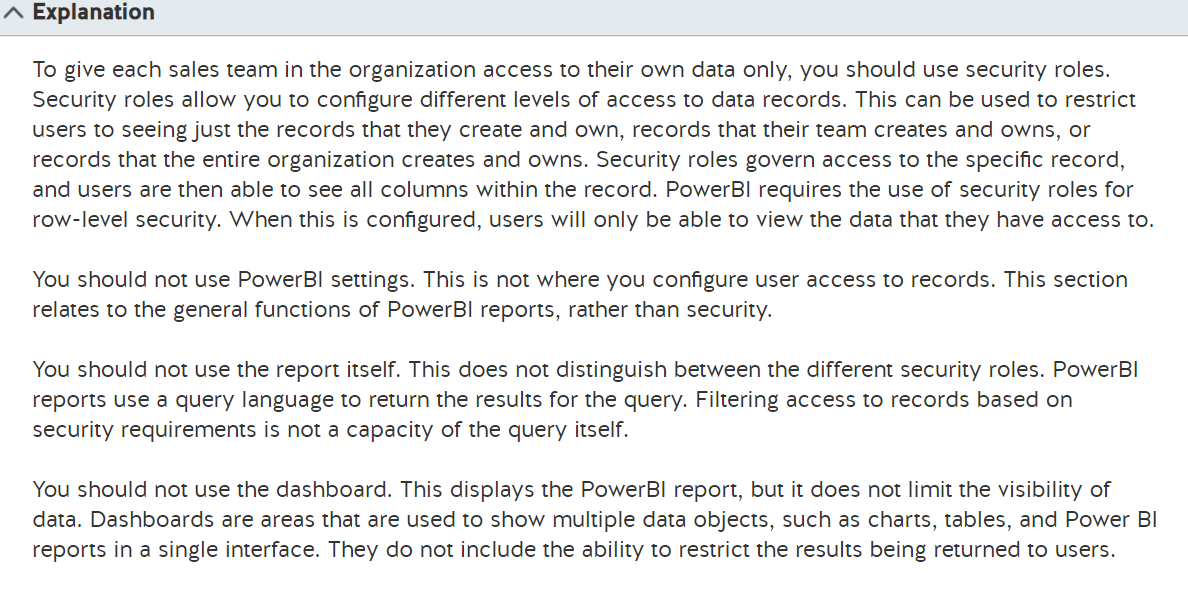 Explanation
To give each sales team in the organization access to their own data only, you should use security roles.
Security roles allow you to configure different levels of access to data records. This can be used to restrict
users to seeing just the records that they create and own, records that their team creates and owns, or
records that the entire organization creates and owns. Security roles govern access to the specific record,
and users are then able to see all columns within the record. PowerBI requires the use of security roles for
row-level security. When this is configured, users will only be able to view the data that they have access to.
You should not use PowerBI settings. This is not where you configure user access to records. This section
relates to the general functions of PowerBI reports, rather than security.
You should not use the report itself. This does not distinguish between the different security roles. PowerBI
reports use a query language to return the results for the query. Filtering access to records based on
security requirements is not a capacity of the query itself.
You should not use the dashboard. This displays the PowerBI report, but it does not limit the visibility of
data. Dashboards are areas that are used to show multiple data objects, such as charts, tables, and Power BI
reports in a single interface. They do not include the ability to restrict the results being returned to users.